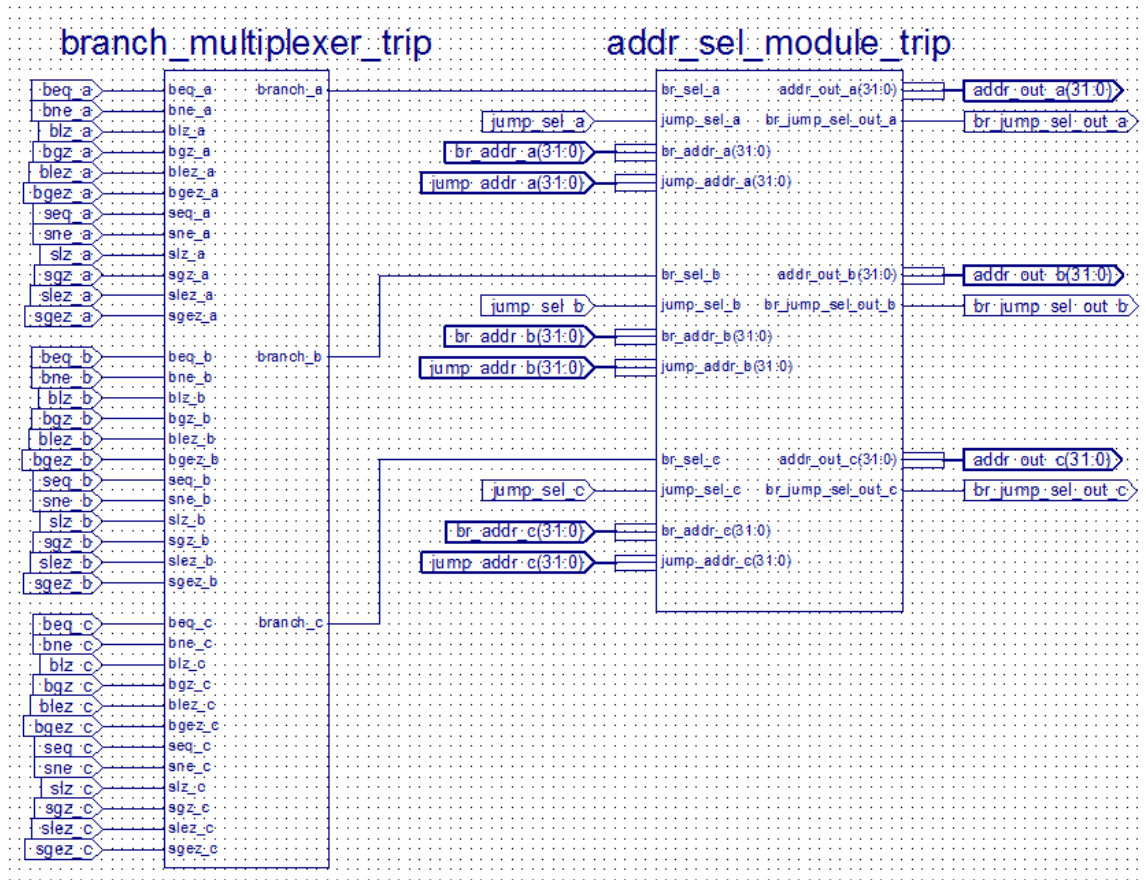 branch_multiplexer_trip addr_sel_module_trip
beq_a beq_a branch_a br_sel_a addr_out_a(31:0) addr_out_a(31:0)
bne_a bne_a jump_sel_a jump_sel_a br_jump_sel_out_a br_jump_sel_out_a
blz_a blz_a
bgz_a bgz_a br_addr_a(31:0) br_addr_a(31:0)
blez_a blez_a
bgez_a bgez_a jump_addr_a(31:0) jump_addr_a(31:0)
seq_a seq_a
sne_a sne_a
slz_a slz_a
sgz_a sgz_a br_sel_b addr_out_b(31:0) addr_out_b(31:0)
slez_a slez_a
sgez_a sgez_a jump_sel_b jump_sel_b br_jump_sel_out_b br_jump_sel_out_b
br_addr_b(31:0) br_addr_b(31:0)
beq_b beq_b branch_b
bne_b bne_b jump_addr_b(31:0) jump_addr_b(31:0)
blz_b blz_b
bgz_b bgz_b
blez_b blez_b
bgez_b bgez_b br_sel_c addr_out_c(31:0) addr_out_c(31:0)
seq_b seq_b
sne_b sne_b jump_sel_c jump_sel_c br_jump_sel_out_c br_jump_sel_out_c
slz_b slz_b
sgz_b sgz_b br_addr_c(31:0) br_addr_c(31:0)
slez_b slez_b jump_addr_c(31:0) jump_addr_c(31:0)
sgez_b sgez_b
beq_c beq_c branch_c
bne_c bne_c
blz_c blz_c
bgz_c bgz_c
blez_c blez_c
bgez_c bgez_c
seq_c seq_c
sne_c sne_c
slz_c slz_c
sgz_c sgz_c
slez_c slez_c
sgez_c sgez_c